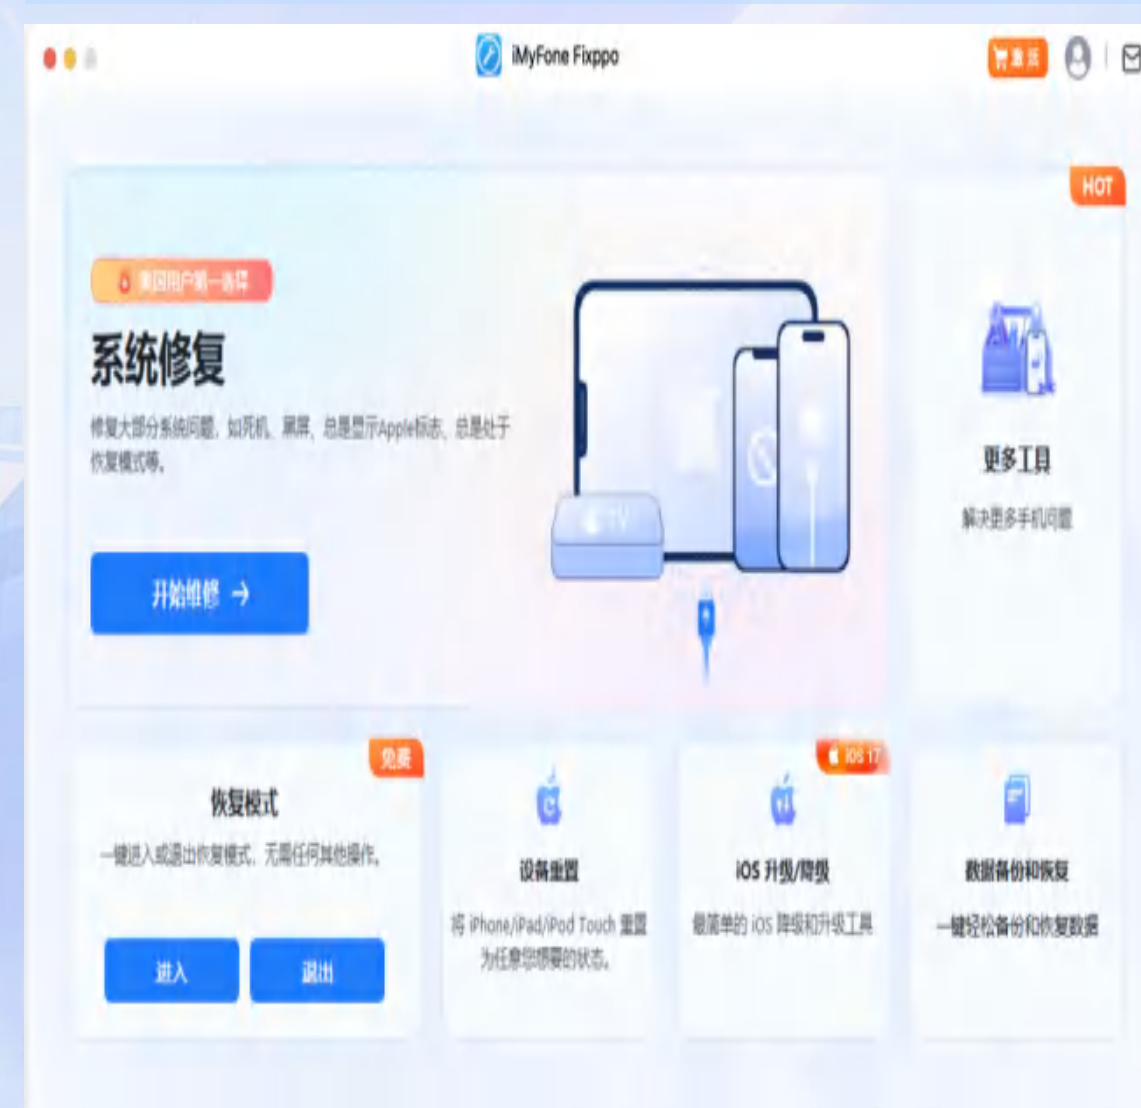 iMyFone Fixppo
激活
HOT
美国用户第一选择
系统修复
修复大部分系统问题，如死机、黑屏、总是显示Apple标志、总是处于
恢复模式等。
开始维修
tv
更多工具
解决更多手机问题
免费
恢复模式
一键进入或退出恢复模式，无需任何其他操作。
进入
退出
设备重置
将 iPhone/iPad/iPod Touch 重置
为任意您想要的状态。
iOS 17
iOS 升级/降级
最简单的 iOS 降级和升级工具
数据备份和恢复
一键轻松备份和恢复数据